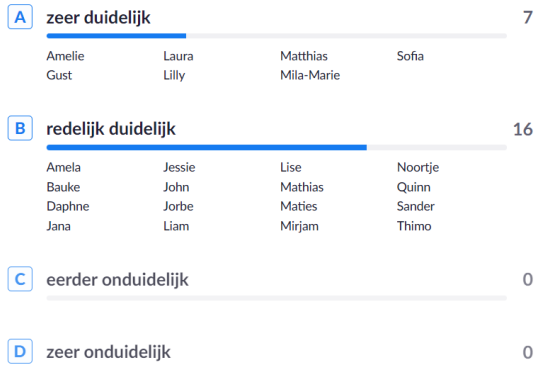 A zeer duidelijk 7
Amelie Laura Matthias Sofia
Gust Lilly Mila-Marie
B redelijk duidelijk 16
Amela Jessie Lise Noortje
Bauke John Mathias Quinn
Daphne Jorbe Maties Sander
Jana Liam Mirjam Thimo
C eerder onduidelijk 0
D zeer onduidelijk 0